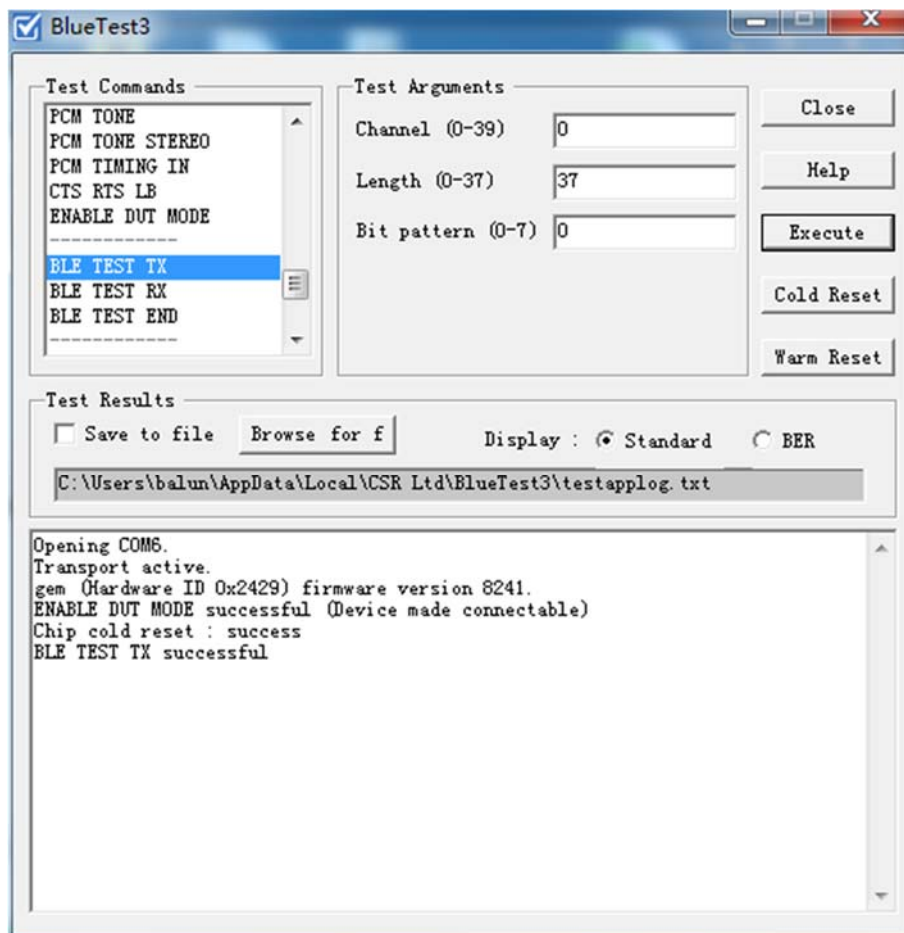 BlueTest3
Test Commands
PCM TONE
PCM TONE STEREO
PCM TIMING IN
CTS RTS LB
ENABLE DUT MODE
------------
BLE TEST TX
BLE TEST RX
BLE TEST END
------------
Test Arguments
Channel (0-39) 0
Length (0-37) 37
Bit pattern (0-7) 0
Close
Help
Execute
Cold Reset
Warm Reset
Test Results
Save to file Browse for f Display : Standard BER
C:\Users\balun\AppData\Local\CSR Ltd\BlueTest3\testapplog.txt
Opening COM6.
Transport active.
gem (Hardware ID 0x2429) firmware version 8241.
ENABLE DUT MODE successful (Device made connectable)
Chip cold reset : success
BLE TEST TX successful